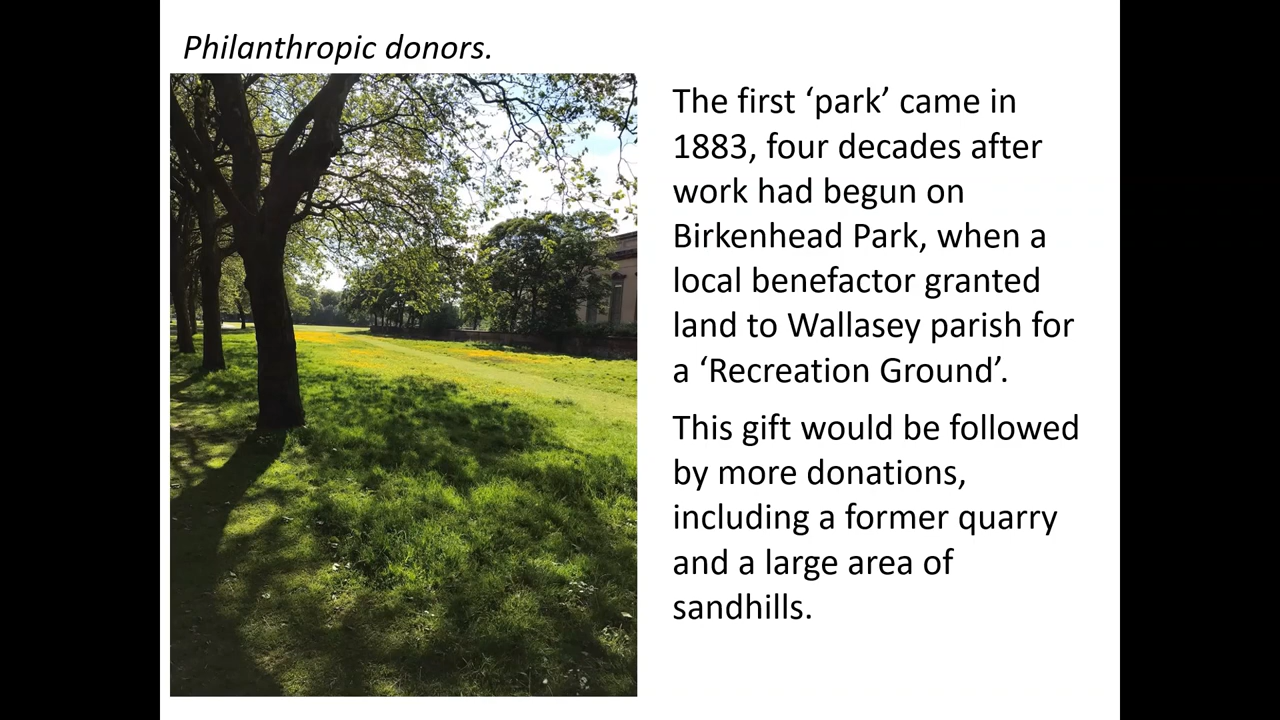 Philanthropic donors.
The first ‘park’ came in
1883, four decades after
work had begun on
Birkenhead Park, when a
local benefactor granted
land to Wallasey parish for
a ‘Recreation Ground’.
This gift would be followed
by more donations,
including a former quarry
and a large area of
sandhills.